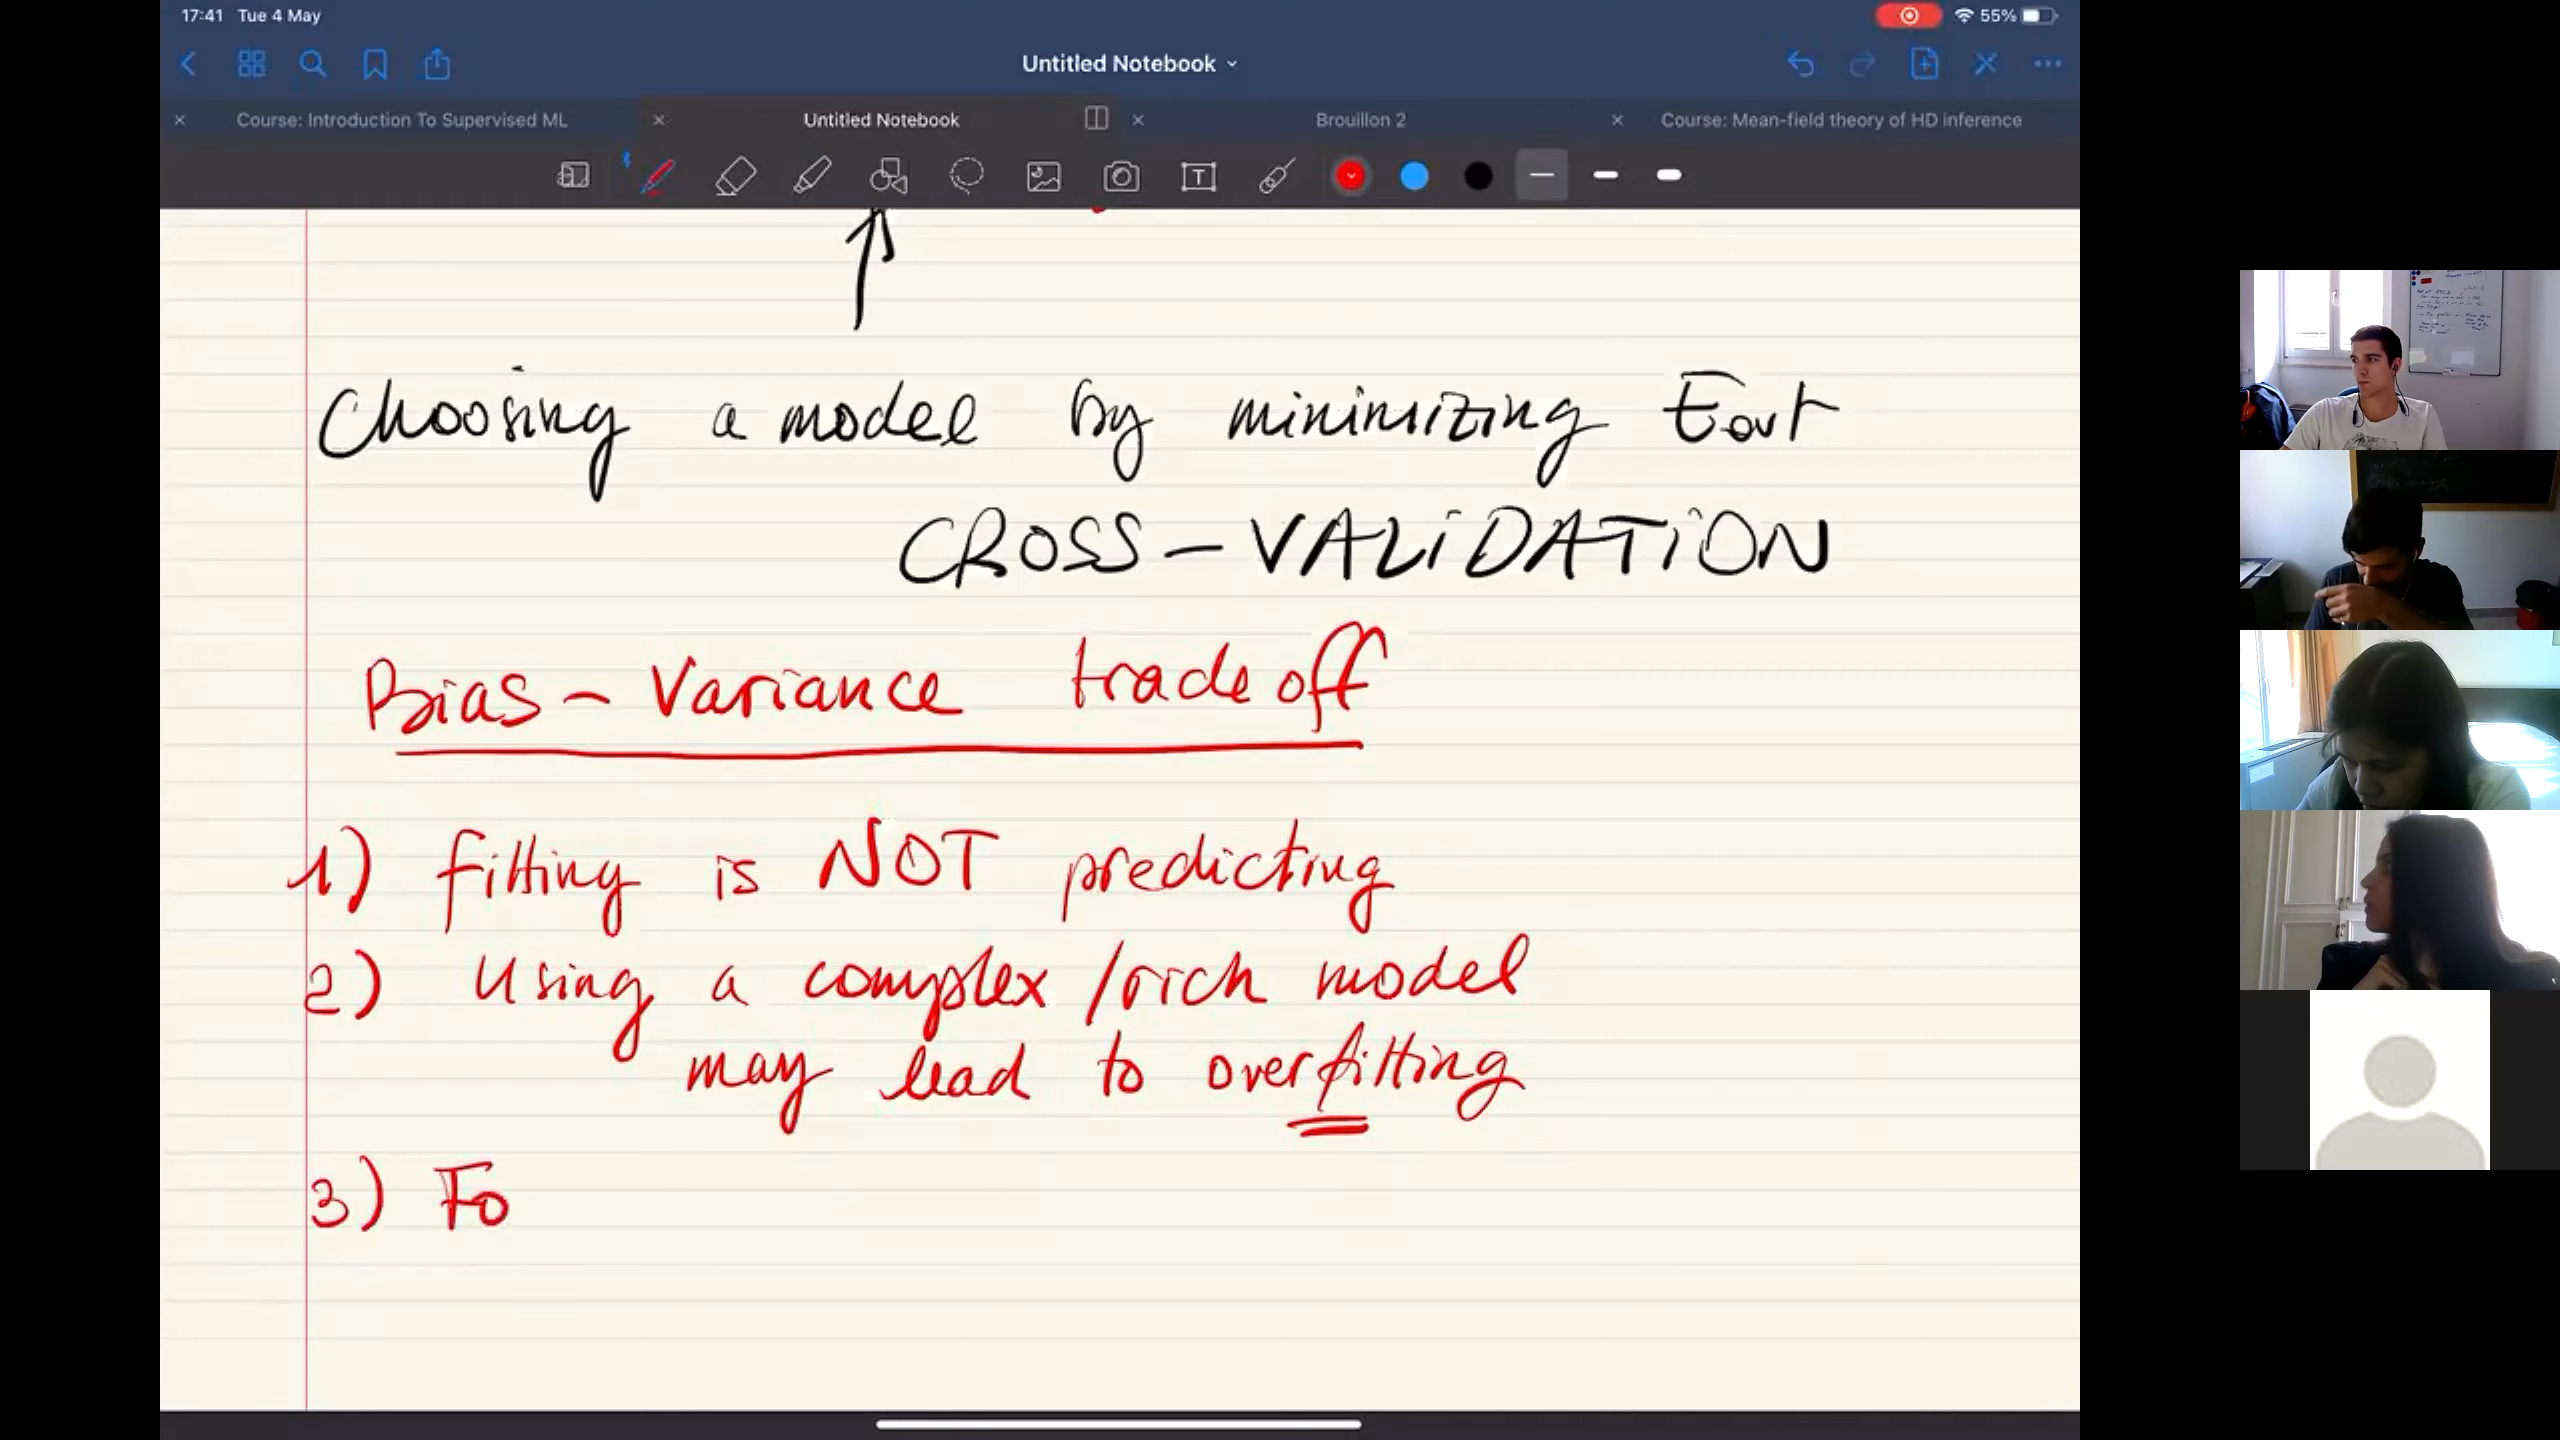 17:41 Tue 4 May
55%
Untitled Notebook
Course: Introduction To Supervised ML
Untitled Notebook
Brouillon 2
Course: Mean-field theory of HD inference
T
Choosing a model by minimizing Eout
CROSS-VALiDATiON
Bias - Variance tradeoff
1) fitting is NOT predicting
2) Using a complex/rich model
may lead to overfitting
3) Fo